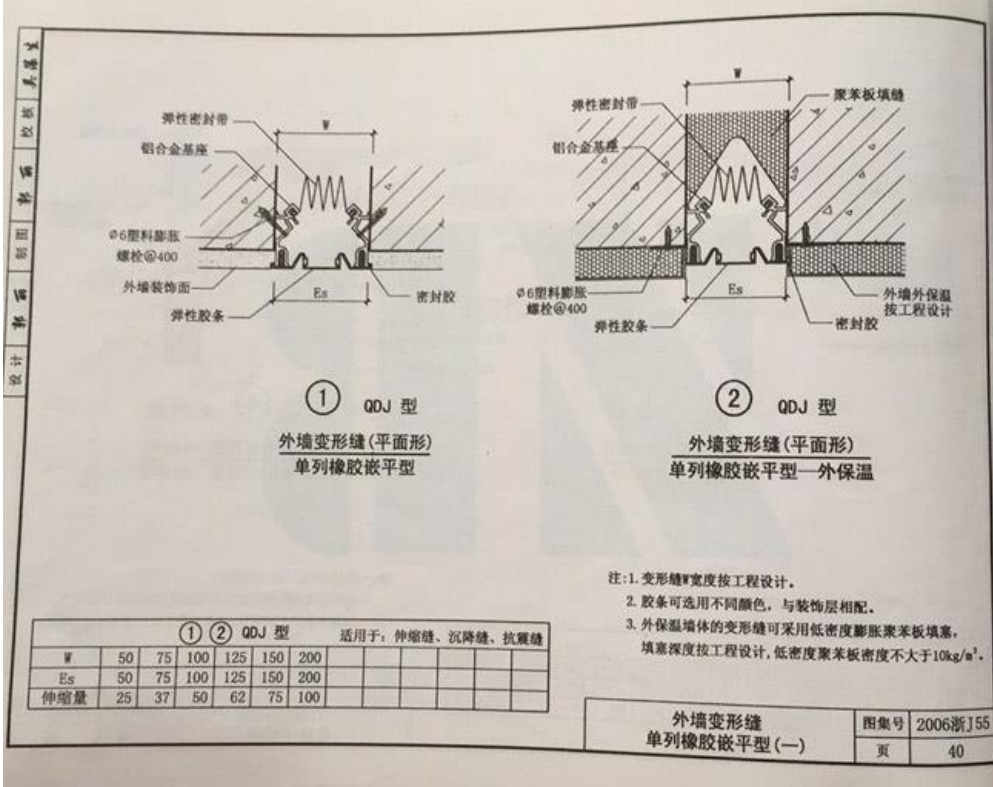 弹性密封带
W
铝合金基座
Ø6塑料膨胀
螺栓@400
外墙装饰面
弹性胶条
Es
密封胶
① QDJ 型
外墙变形缝(平面形)
单列橡胶嵌平型
W
弹性密封带
聚苯板填缝
铝合金基座
Ø6塑料膨胀
螺栓@400
弹性胶条
Es
外墙外保温
按工程设计
密封胶
② QDJ 型
外墙变形缝(平面形)
单列橡胶嵌平型—外保温
注:1.变形缝W宽度按工程设计。
2.胶条可选用不同颜色，与装饰层相配。
3.外保温墙体的变形缝可采用低密度膨胀聚苯板填塞，
填塞深度按工程设计,低密度聚苯板密度不大于10kg/m³。
① ② QDJ 型 适用于：伸缩缝、沉降缝、抗震缝
W 50 75 100 125 150 200
Es 50 75 100 125 150 200
伸缩量 25 37 50 62 75 100
外墙变形缝
单列橡胶嵌平型(一)
图集号 2006浙J55
页 40
校核
制图
设计